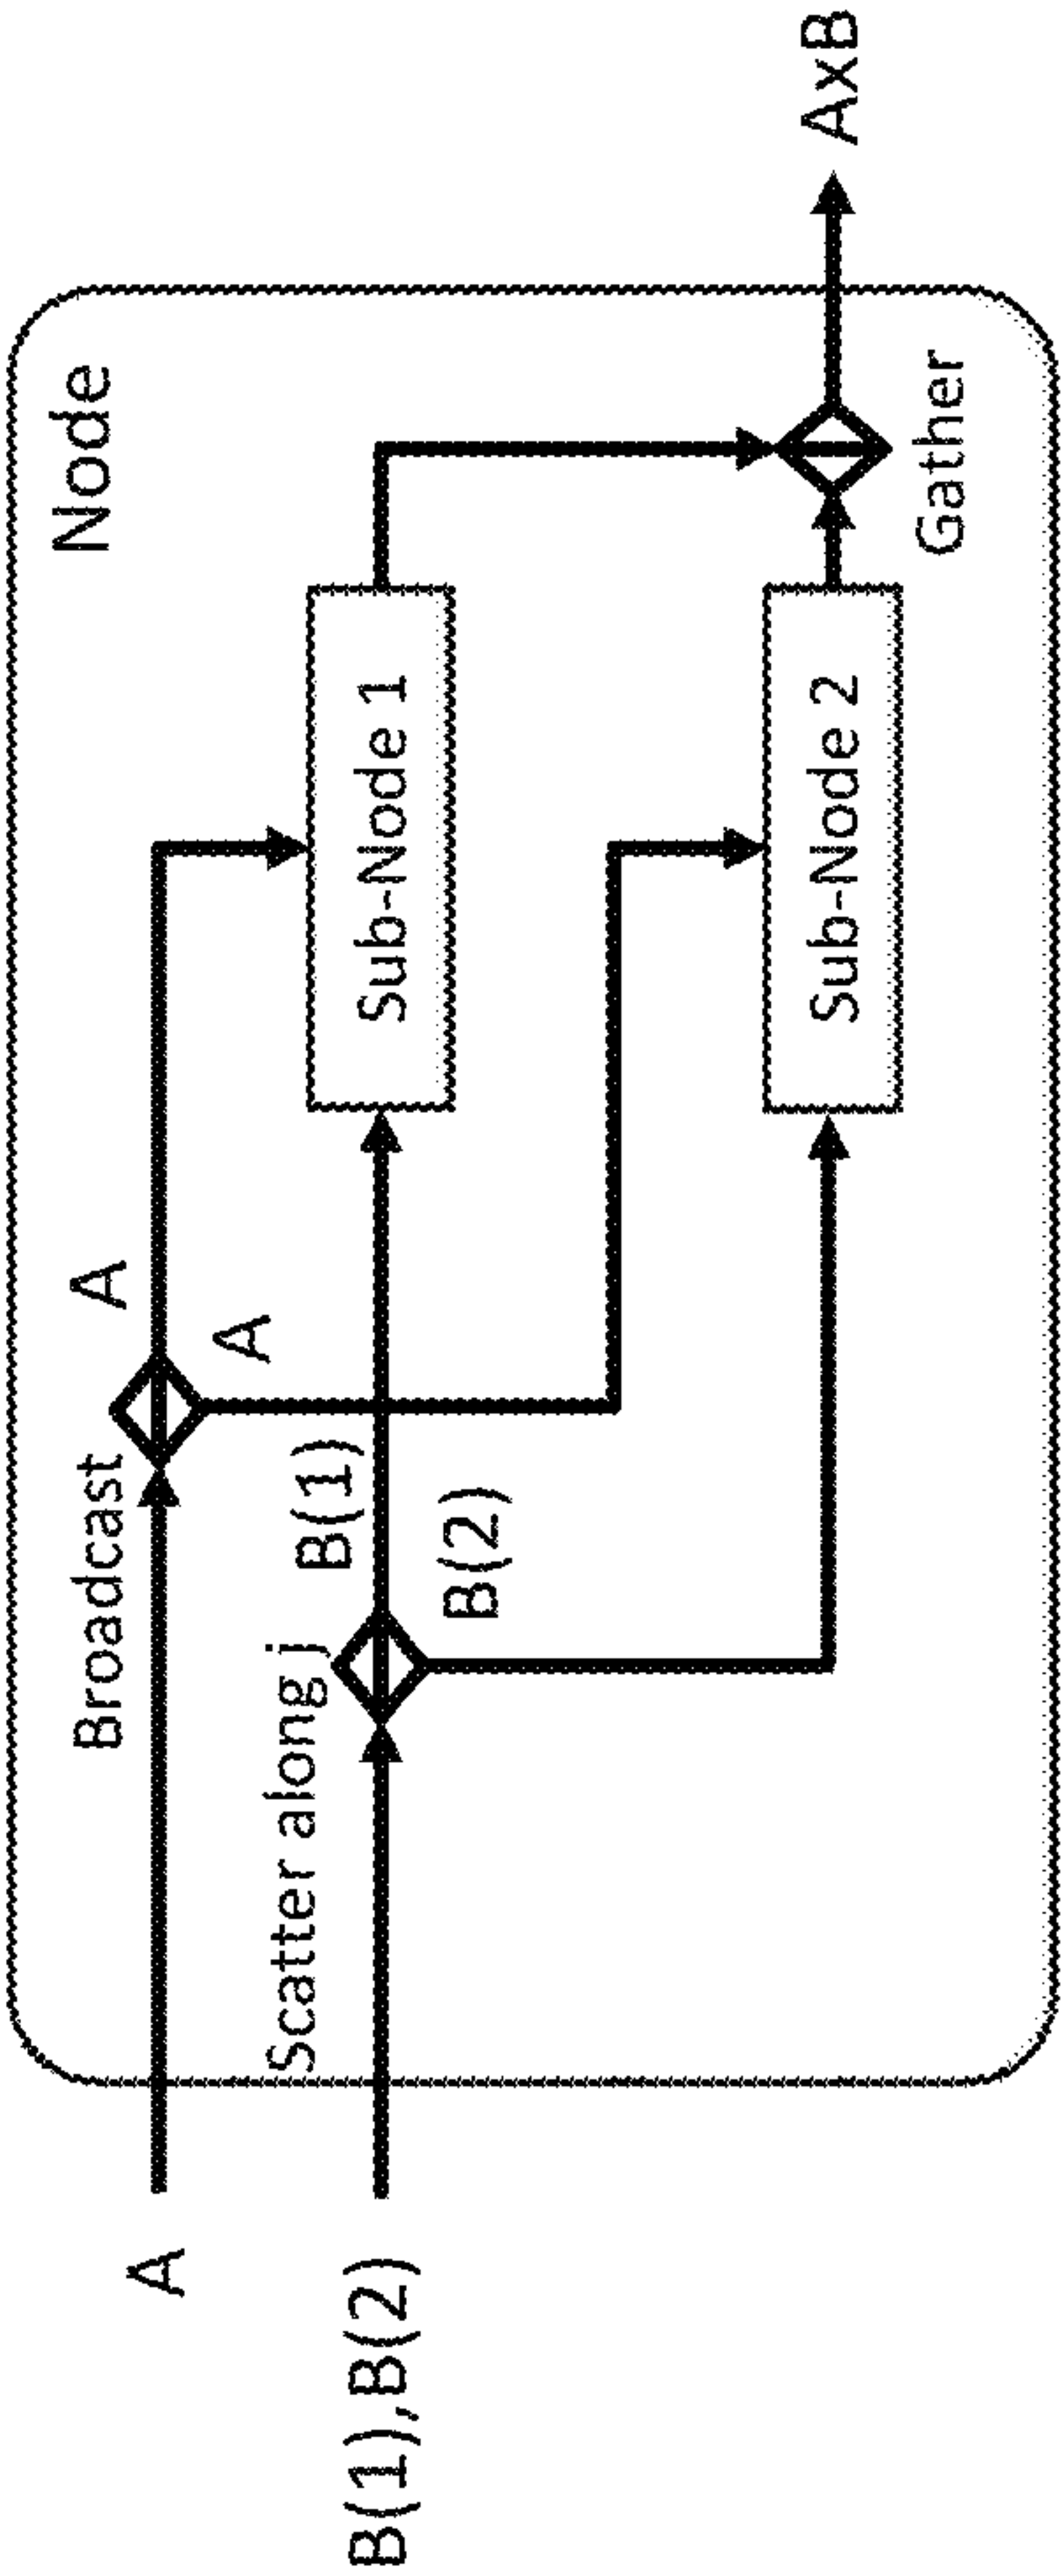 Node
Broadcast
A
A
A
Scatter along j
B(1)
B(2)
B(1),B(2)
Sub-Node 1
Sub-Node 2
Gather
AxB